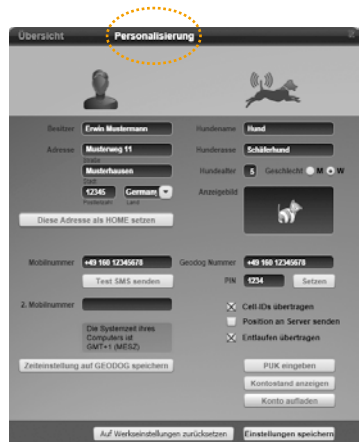 Übersicht Personalisierung
Besitzer Erwin Mustermann
Hundename Hund
Adresse Musterweg 11
Straße
Hunderasse Schäferhund
Musterhausen
Stadt
Hundealter 5 Geschlecht M W
12345 German
Postleitzahl Land
Anzeigebild
Diese Adresse als HOME setzen
Mobilnummer +49 160 12345678
Geodog Nummer +49 160 12345678
Test SMS senden
PIN 1234 Setzen
2. Mobilnummer
Cell-IDs übertragen
Position an Server senden
Entlaufen übertragen
Die Systemzeit ihres
Computers ist
GMT+1 (MESZ)
Zeiteinstellung auf GEODOG speichern
PUK eingeben
Kontostand anzeigen
Konto aufladen
Auf Werkseinstellungen zurücksetzen Einstellungen speichern